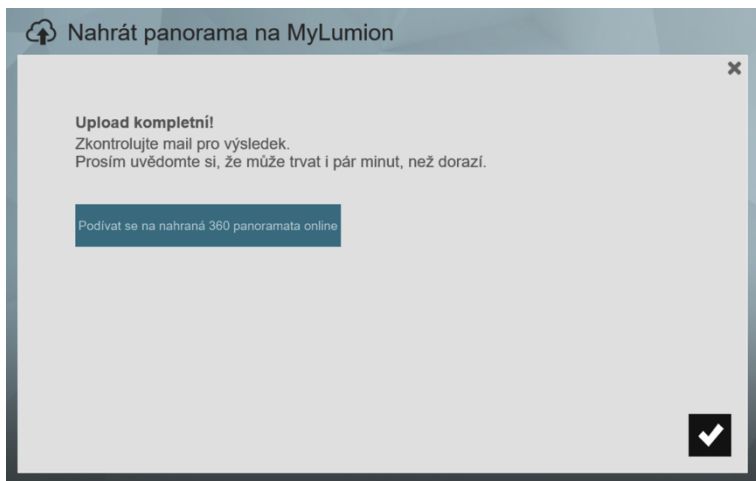 Nahrát panorama na MyLumion
Upload kompletní!
Zkontrolujte mail pro výsledek.
Prosím uvědomte si, že může trvat i pár minut, než dorazí.
Podívat se na nahraná 360 panoramata online